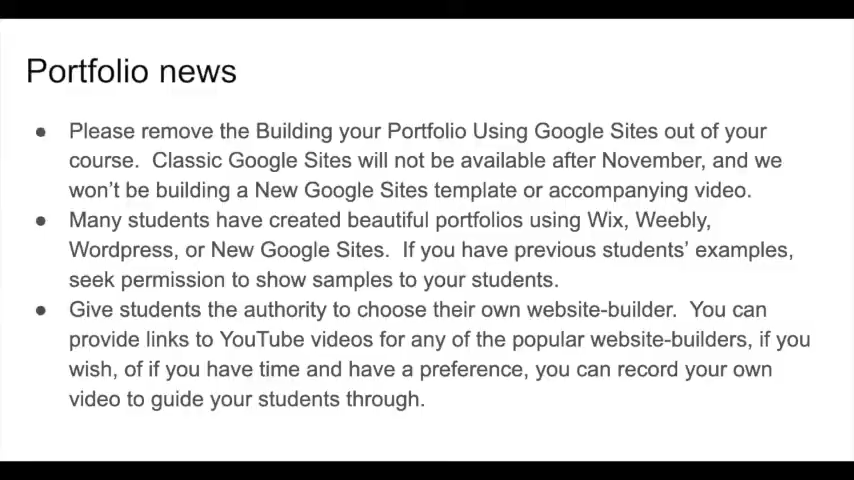 Portfolio news
● Please remove the Building your Portfolio Using Google Sites out of your
course.  Classic Google Sites will not be available after November, and we
won't be building a New Google Sites template or accompanying video.
● Many students have created beautiful portfolios using Wix, Weebly,
Wordpress, or New Google Sites.  If you have previous students' examples,
seek permission to show samples to your students.
● Give students the authority to choose their own website-builder.  You can
provide links to YouTube videos for any of the popular website-builders, if you
wish, of if you have time and have a preference, you can record your own
video to guide your students through.